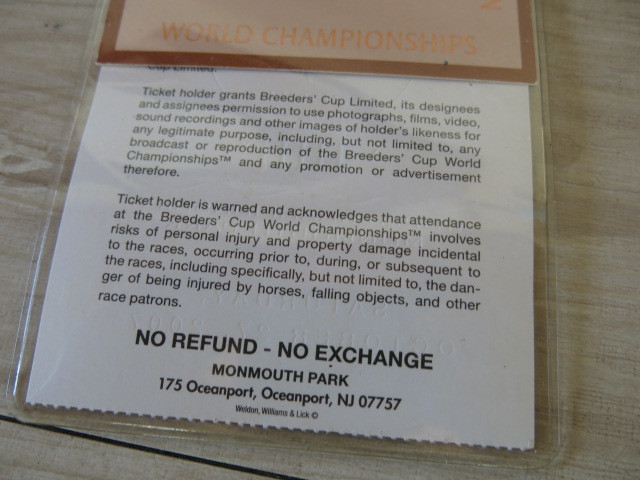 WORLD CHAMPIONSHIPS
Cup Limited.
Ticket holder grants Breeders' Cup Limited, its designees
and assignees permission to use photographs, films, video,
sound recordings and other images of holder's likeness for
any legitimate purpose, including, but not limited to, any
broadcast or reproduction of the Breeders' Cup World
Championships™ and any promotion or advertisement
therefore.
Ticket holder is warned and acknowledges that attendance
at the Breeders' Cup World Championships™ involves
risks of personal injury and property damage incidental
to the races, occurring prior to, during, or subsequent to
the races, including specifically, but not limited to, the dan-
ger of being injured by horses, falling objects, and other
race patrons.
NO REFUND - NO EXCHANGE
MONMOUTH PARK
175 Oceanport, Oceanport, NJ 07757
Weldon, Williams & Lick ©